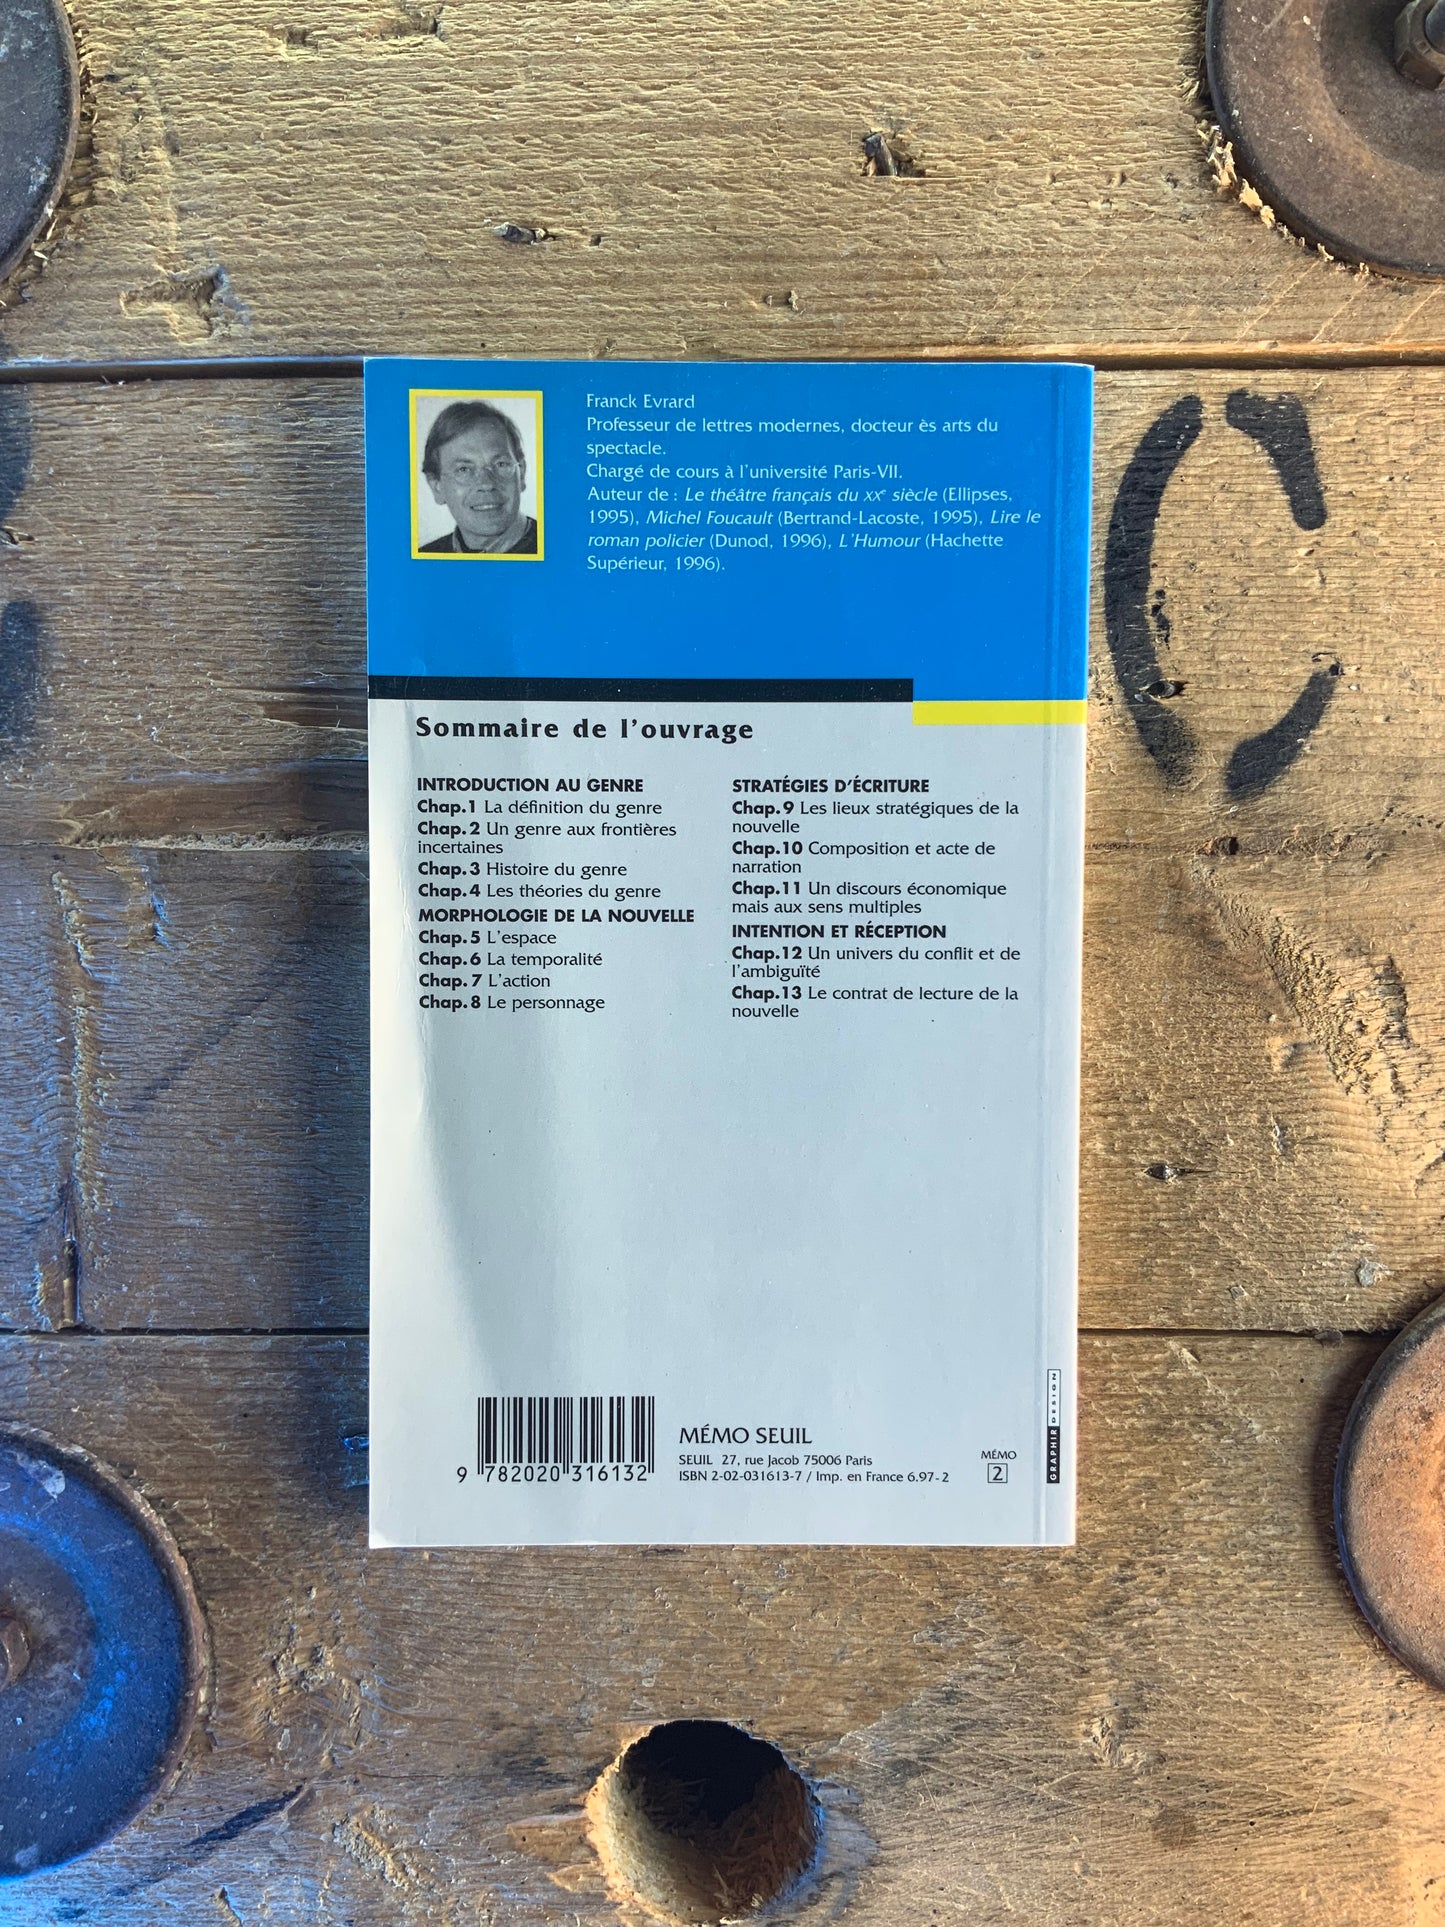 Franck Evrard
Professeur de lettres modernes, docteur ès arts du
spectacle.
Chargé de cours à l'université Paris-VII.
Auteur de : Le théâtre français du XXe siècle (Ellipses,
1995), Michel Foucault (Bertrand-Lacoste, 1995), Lire le
roman policier (Dunod, 1996), L'Humour (Hachette
Supérieur, 1996).
Sommaire de l'ouvrage
INTRODUCTION AU GENRE
Chap.1 La définition du genre
Chap.2 Un genre aux frontières
incertaines
Chap.3 Histoire du genre
Chap.4 Les théories du genre
MORPHOLOGIE DE LA NOUVELLE
Chap.5 L'espace
Chap.6 La temporalité
Chap.7 L'action
Chap.8 Le personnage
STRATÉGIES D'ÉCRITURE
Chap.9 Les lieux stratégiques de la
nouvelle
Chap.10 Composition et acte de
narration
Chap.11 Un discours économique
mais aux sens multiples
INTENTION ET RÉCEPTION
Chap.12 Un univers du conflit et de
l'ambiguïté
Chap.13 Le contrat de lecture de la
nouvelle
9 782020 316132
MÉMO SEUIL
SEUIL 27, rue Jacob 75006 Paris
ISBN 2-02-031613-7 / Imp. en France 6.97-2
MÉMO
2
GRAPHIR DESIGN